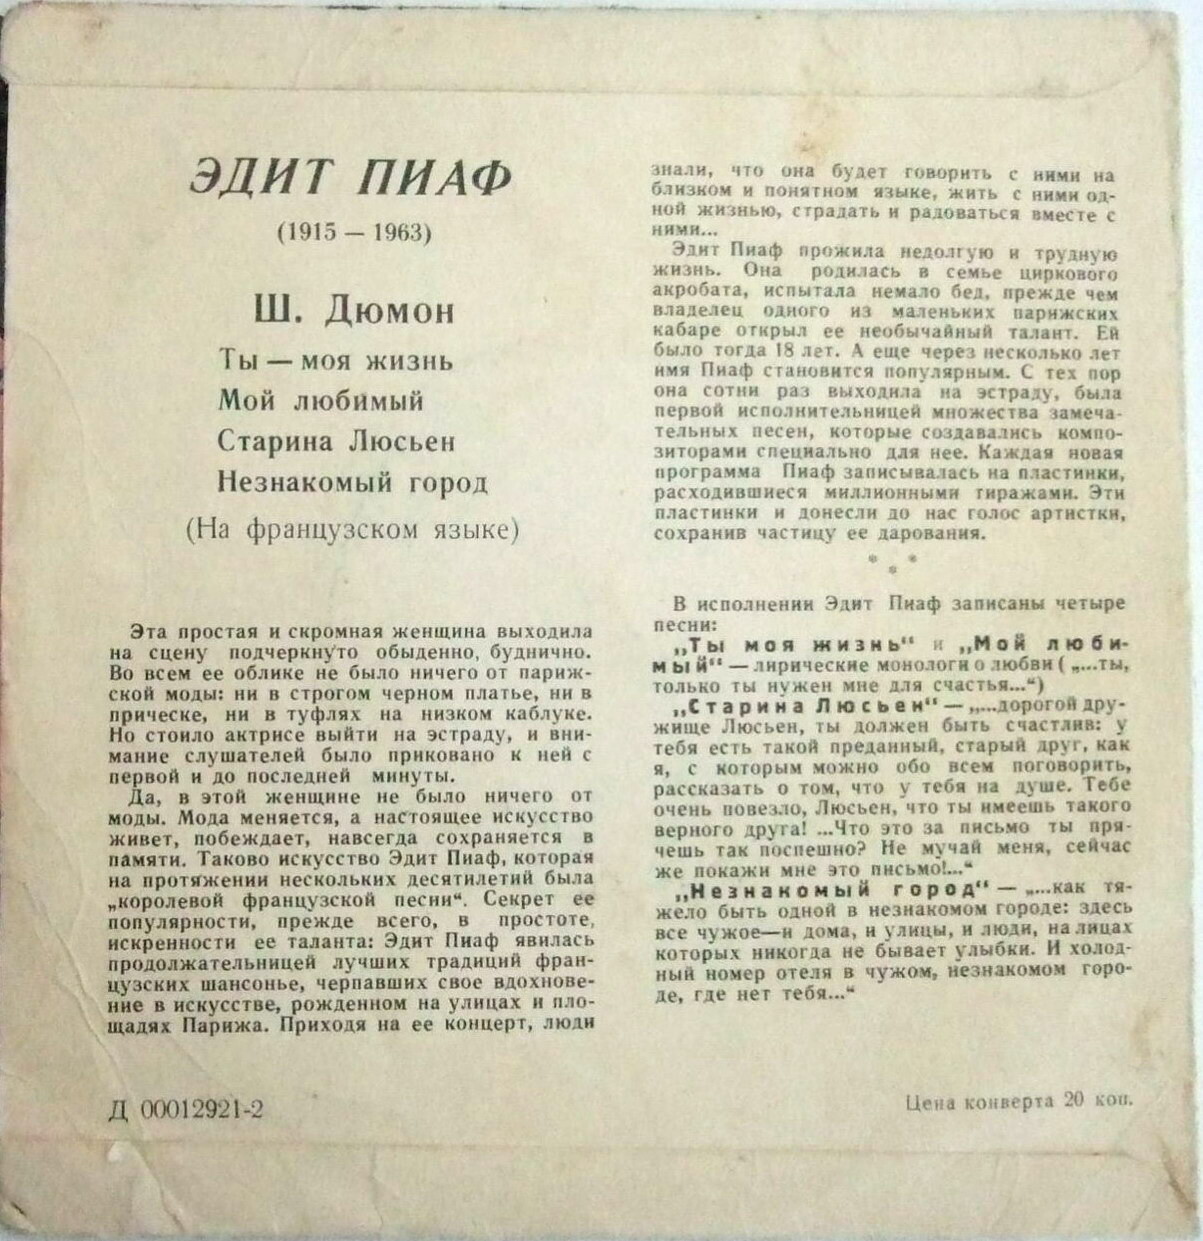 ЭДИТ ПИАФ
(1915 — 1963)
Ш. Дюмон
Ты — моя жизнь
Мой любимый
Старина Люсьен
Незнакомый город
(На французском языке)
Эта простая и скромная женщина выходила
на сцену подчеркнуто обыденно, буднично.
Во всем ее облике не было ничего от париж-
ской моды: ни в строгом черном платье, ни в
прическе, ни в туфлях на низком каблуке.
Но стоило актрисе выйти на эстраду, и вни-
мание слушателей было приковано к ней с
первой и до последней минуты.
Да, в этой женщине не было ничего от
моды. Мода меняется, а настоящее искусство
живет, побеждает, навсегда сохраняется в
памяти. Таково искусство Эдит Пиаф, которая
на протяжении нескольких десятилетий была
„королевой французской песни“. Секрет ее
популярности, прежде всего, в простоте,
искренности ее таланта: Эдит Пиаф явилась
продолжательницей лучших традиций фран-
цузских шансонье, черпавших свое вдохнове-
ние в искусстве, рожденном на улицах и пло-
щадях Парижа. Приходя на ее концерт, люди
знали, что она будет говорить с ними на
близком и понятном языке, жить с ними од-
ной жизнью, страдать и радоваться вместе с
ними...
Эдит Пиаф прожила недолгую и трудную
жизнь. Она родилась в семье циркового
акробата, испытала немало бед, прежде чем
владелец одного из маленьких парижских
кабаре открыл ее необычайный талант. Ей
было тогда 18 лет. А еще через несколько лет
имя Пиаф становится популярным. С тех пор
она сотни раз выходила на эстраду, была
первой исполнительницей множества замеча-
тельных песен, которые создавались компо-
зиторами специально для нее. Каждая новая
программа Пиаф записывалась на пластинки,
расходившиеся миллионными тиражами. Эти
пластинки и донесли до нас голос артистки,
сохранив частицу ее дарования.
* * *
В исполнении Эдит Пиаф записаны четыре
песни:
„Ты моя жизнь“ и „Мой люби-
мый“ — лирические монологи о любви ( „...ты,
только ты нужен мне для счастья...“)
„Старина Люсьен“ — „...дорогой дру-
жище Люсьен, ты должен быть счастлив: у
тебя есть такой преданный, старый друг, как
я, с которым можно обо всем поговорить,
рассказать о том, что у тебя на душе. Тебе
очень повезло, Люсьен, что ты имеешь такого
верного друга! ...Что это за письмо ты пря-
чешь так поспешно? Не мучай меня, сейчас
же покажи мне это письмо!...“
„Незнакомый город“ — „...как тя-
жело быть одной в незнакомом городе: здесь
все чужое—и дома, и улицы, и люди, на лицах
которых никогда не бывает улыбки. И холод-
ный номер отеля в чужом, незнакомом горо-
де, где нет тебя...“
Д 00012921-2
Цена конверта 20 коп.